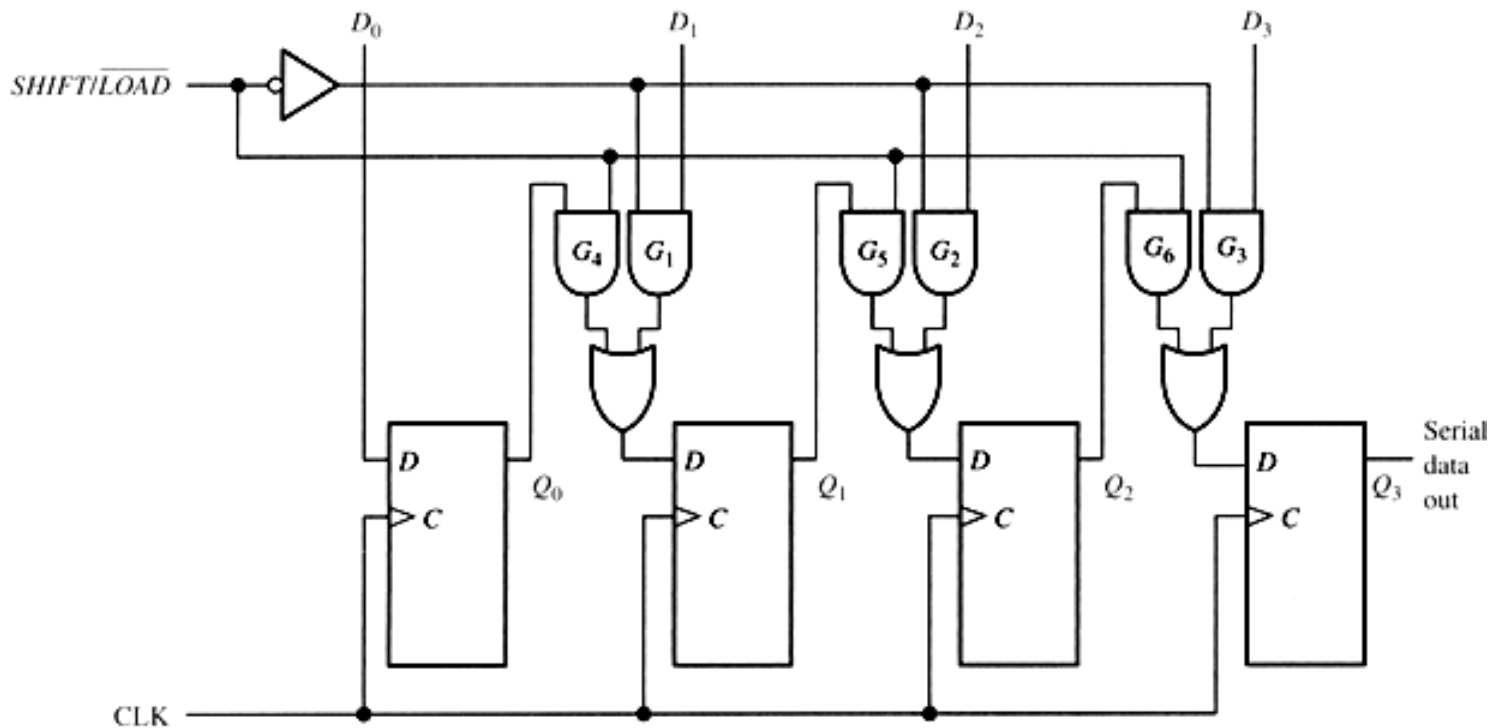 D₀ D₁ D₂ D₃
SHIFT/L̅O̅A̅D̅
G₄ G₁ G₅ G₂ G₆ G₃
D D D D
Q₀ Q₁ Q₂ Q₃
C C C C
Serial
data
out
CLK